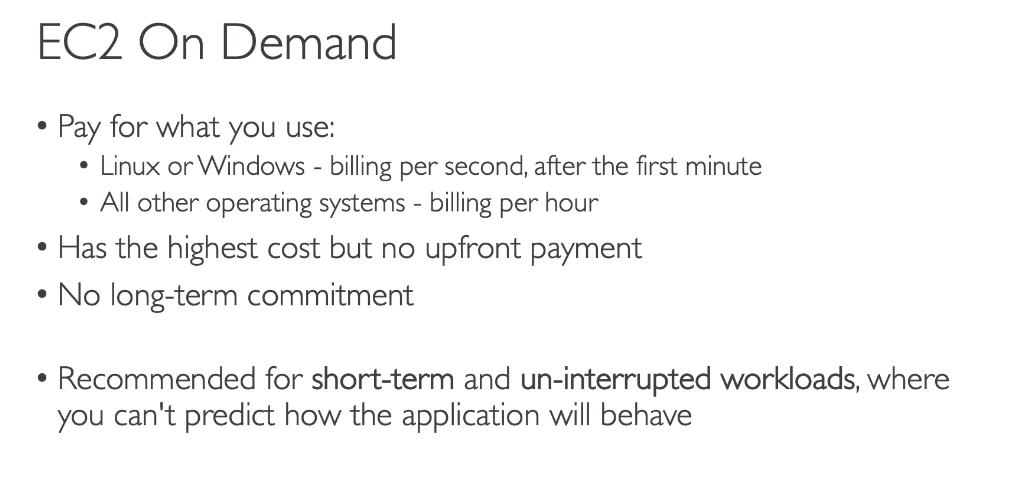 EC2 On Demand
• Pay for what you use:
• Linux or Windows - billing per second, after the first minute
• All other operating systems - billing per hour
• Has the highest cost but no upfront payment
• No long-term commitment
• Recommended for short-term and un-interrupted workloads, where
you can't predict how the application will behave